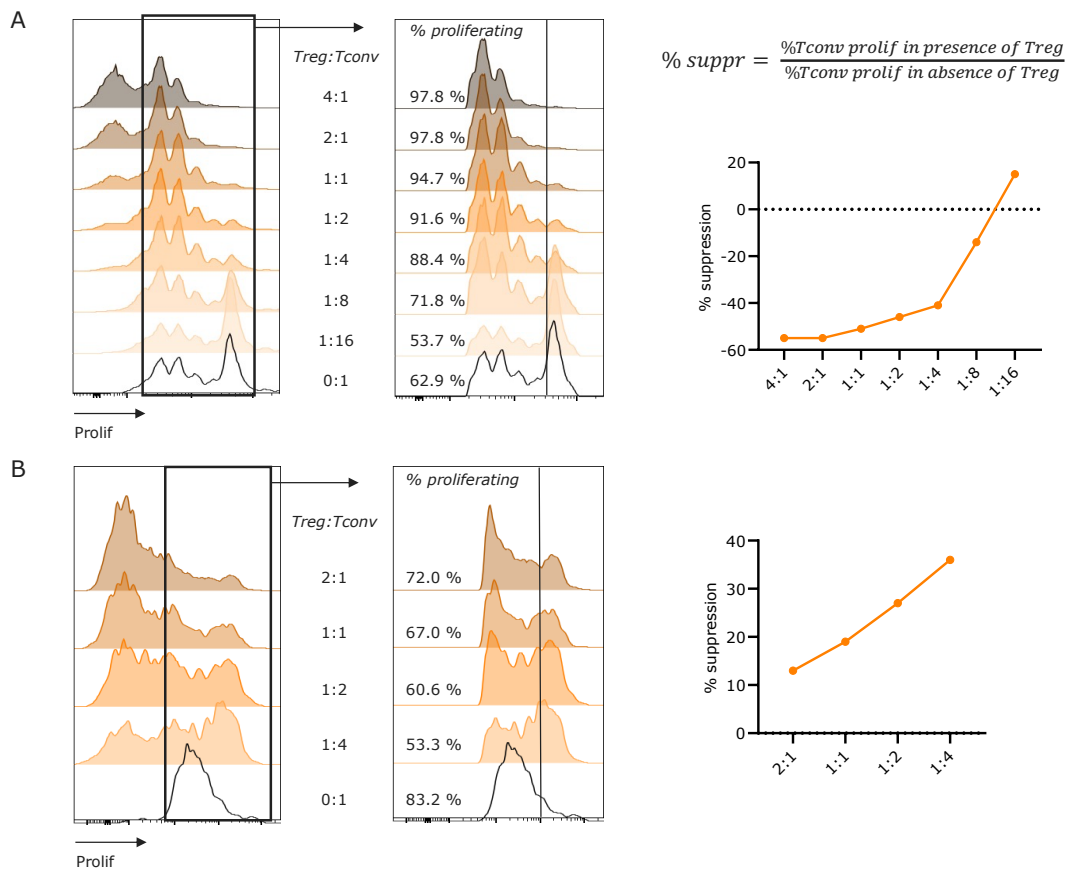 A
% proliferating
Treg:Tconv
4:1
97.8 %
2:1
97.8 %
1:1
94.7 %
1:2
91.6 %
1:4
88.4 %
1:8
71.8 %
1:16
53.7 %
0:1
62.9 %
Prolif
% suppr = %Tconv prolif in presence of Treg
%Tconv prolif in absence of Treg
% suppression
20
0
-20
-40
-60
4:1 2:1 1:1 1:2 1:4 1:8 1:16
B
% proliferating
Treg:Tconv
2:1
72.0 %
1:1
67.0 %
1:2
60.6 %
1:4
53.3 %
0:1
83.2 %
Prolif
% suppression
40
30
20
10
0
2:1 1:1 1:2 1:4